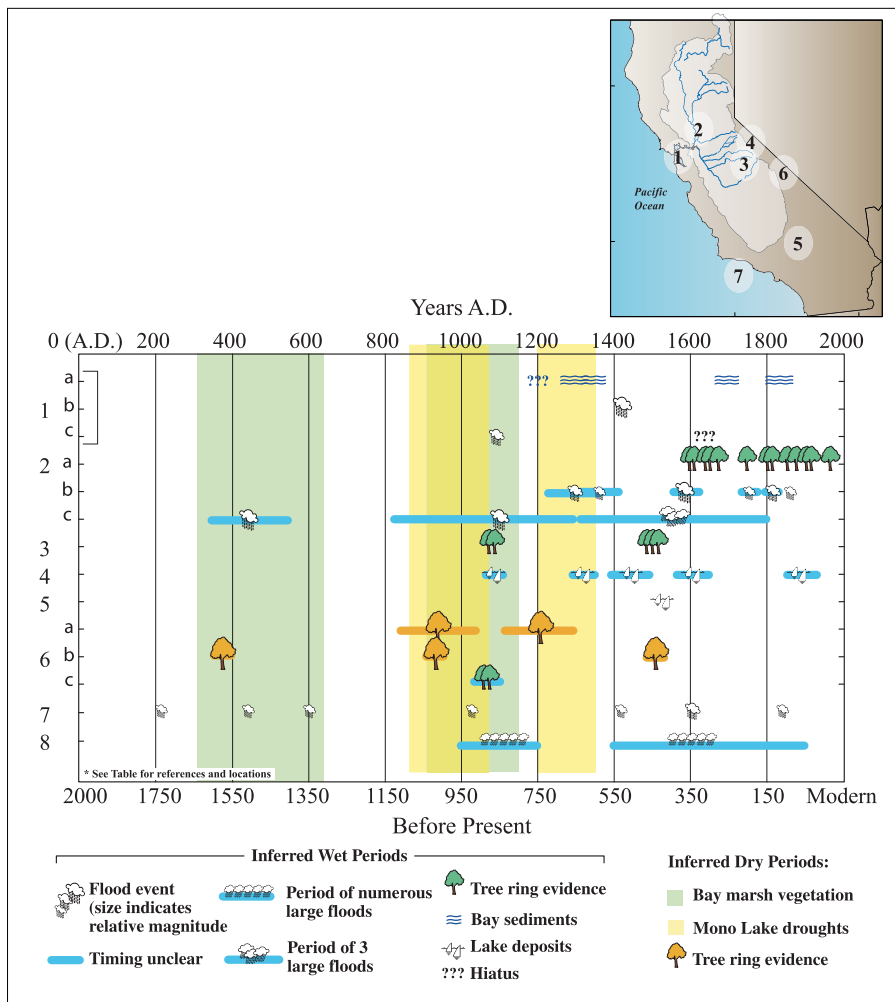 2
1
4
3
6
Pacific
Ocean
5
7
Years A.D.
0 (A.D.) 200 400 600 800 1000 1200 1400 1600 1800 2000
a
???
1 b
c
???
2 a
b
c
3
4
5
a
6 b
c
7
8
* See Table for references and locations
2000 1750 1550 1350 1150 950 750 550 350 150 Modern
Before Present
Inferred Wet Periods
Flood event
(size indicates
relative magnitude
Timing unclear
Period of numerous
large floods
Period of 3
large floods
Tree ring evidence
Bay sediments
Lake deposits
??? Hiatus
Inferred Dry Periods:
Bay marsh vegetation
Mono Lake droughts
Tree ring evidence